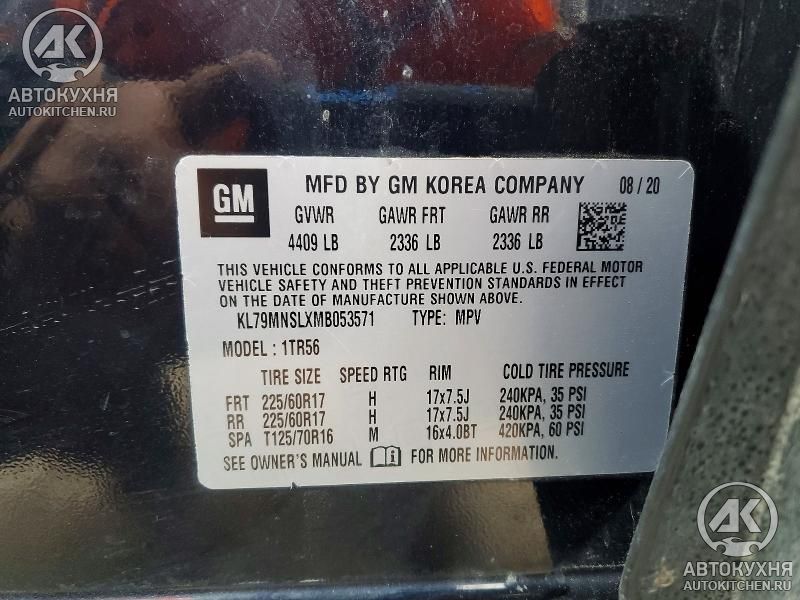 АК
АВТОКУХНЯ
AUTOKITCHEN.RU
GM
MFD BY GM KOREA COMPANY 08 / 20
GVWR GAWR FRT GAWR RR
4409 LB 2336 LB 2336 LB
THIS VEHICLE CONFORMS TO ALL APPLICABLE U.S. FEDERAL MOTOR
VEHICLE SAFETY AND THEFT PREVENTION STANDARDS IN EFFECT
ON THE DATE OF MANUFACTURE SHOWN ABOVE.
KL79MNSLXMB053571 TYPE: MPV
MODEL : 1TR56
TIRE SIZE SPEED RTG RIM COLD TIRE PRESSURE
FRT 225/60R17 H 17x7.5J 240KPA, 35 PSI
RR 225/60R17 H 17x7.5J 240KPA, 35 PSI
SPA T125/70R16 M 16x4.0BT 420KPA, 60 PSI
SEE OWNER'S MANUAL FOR MORE INFORMATION.
АК
АВТОКУХНЯ
AUTOKITCHEN.RU